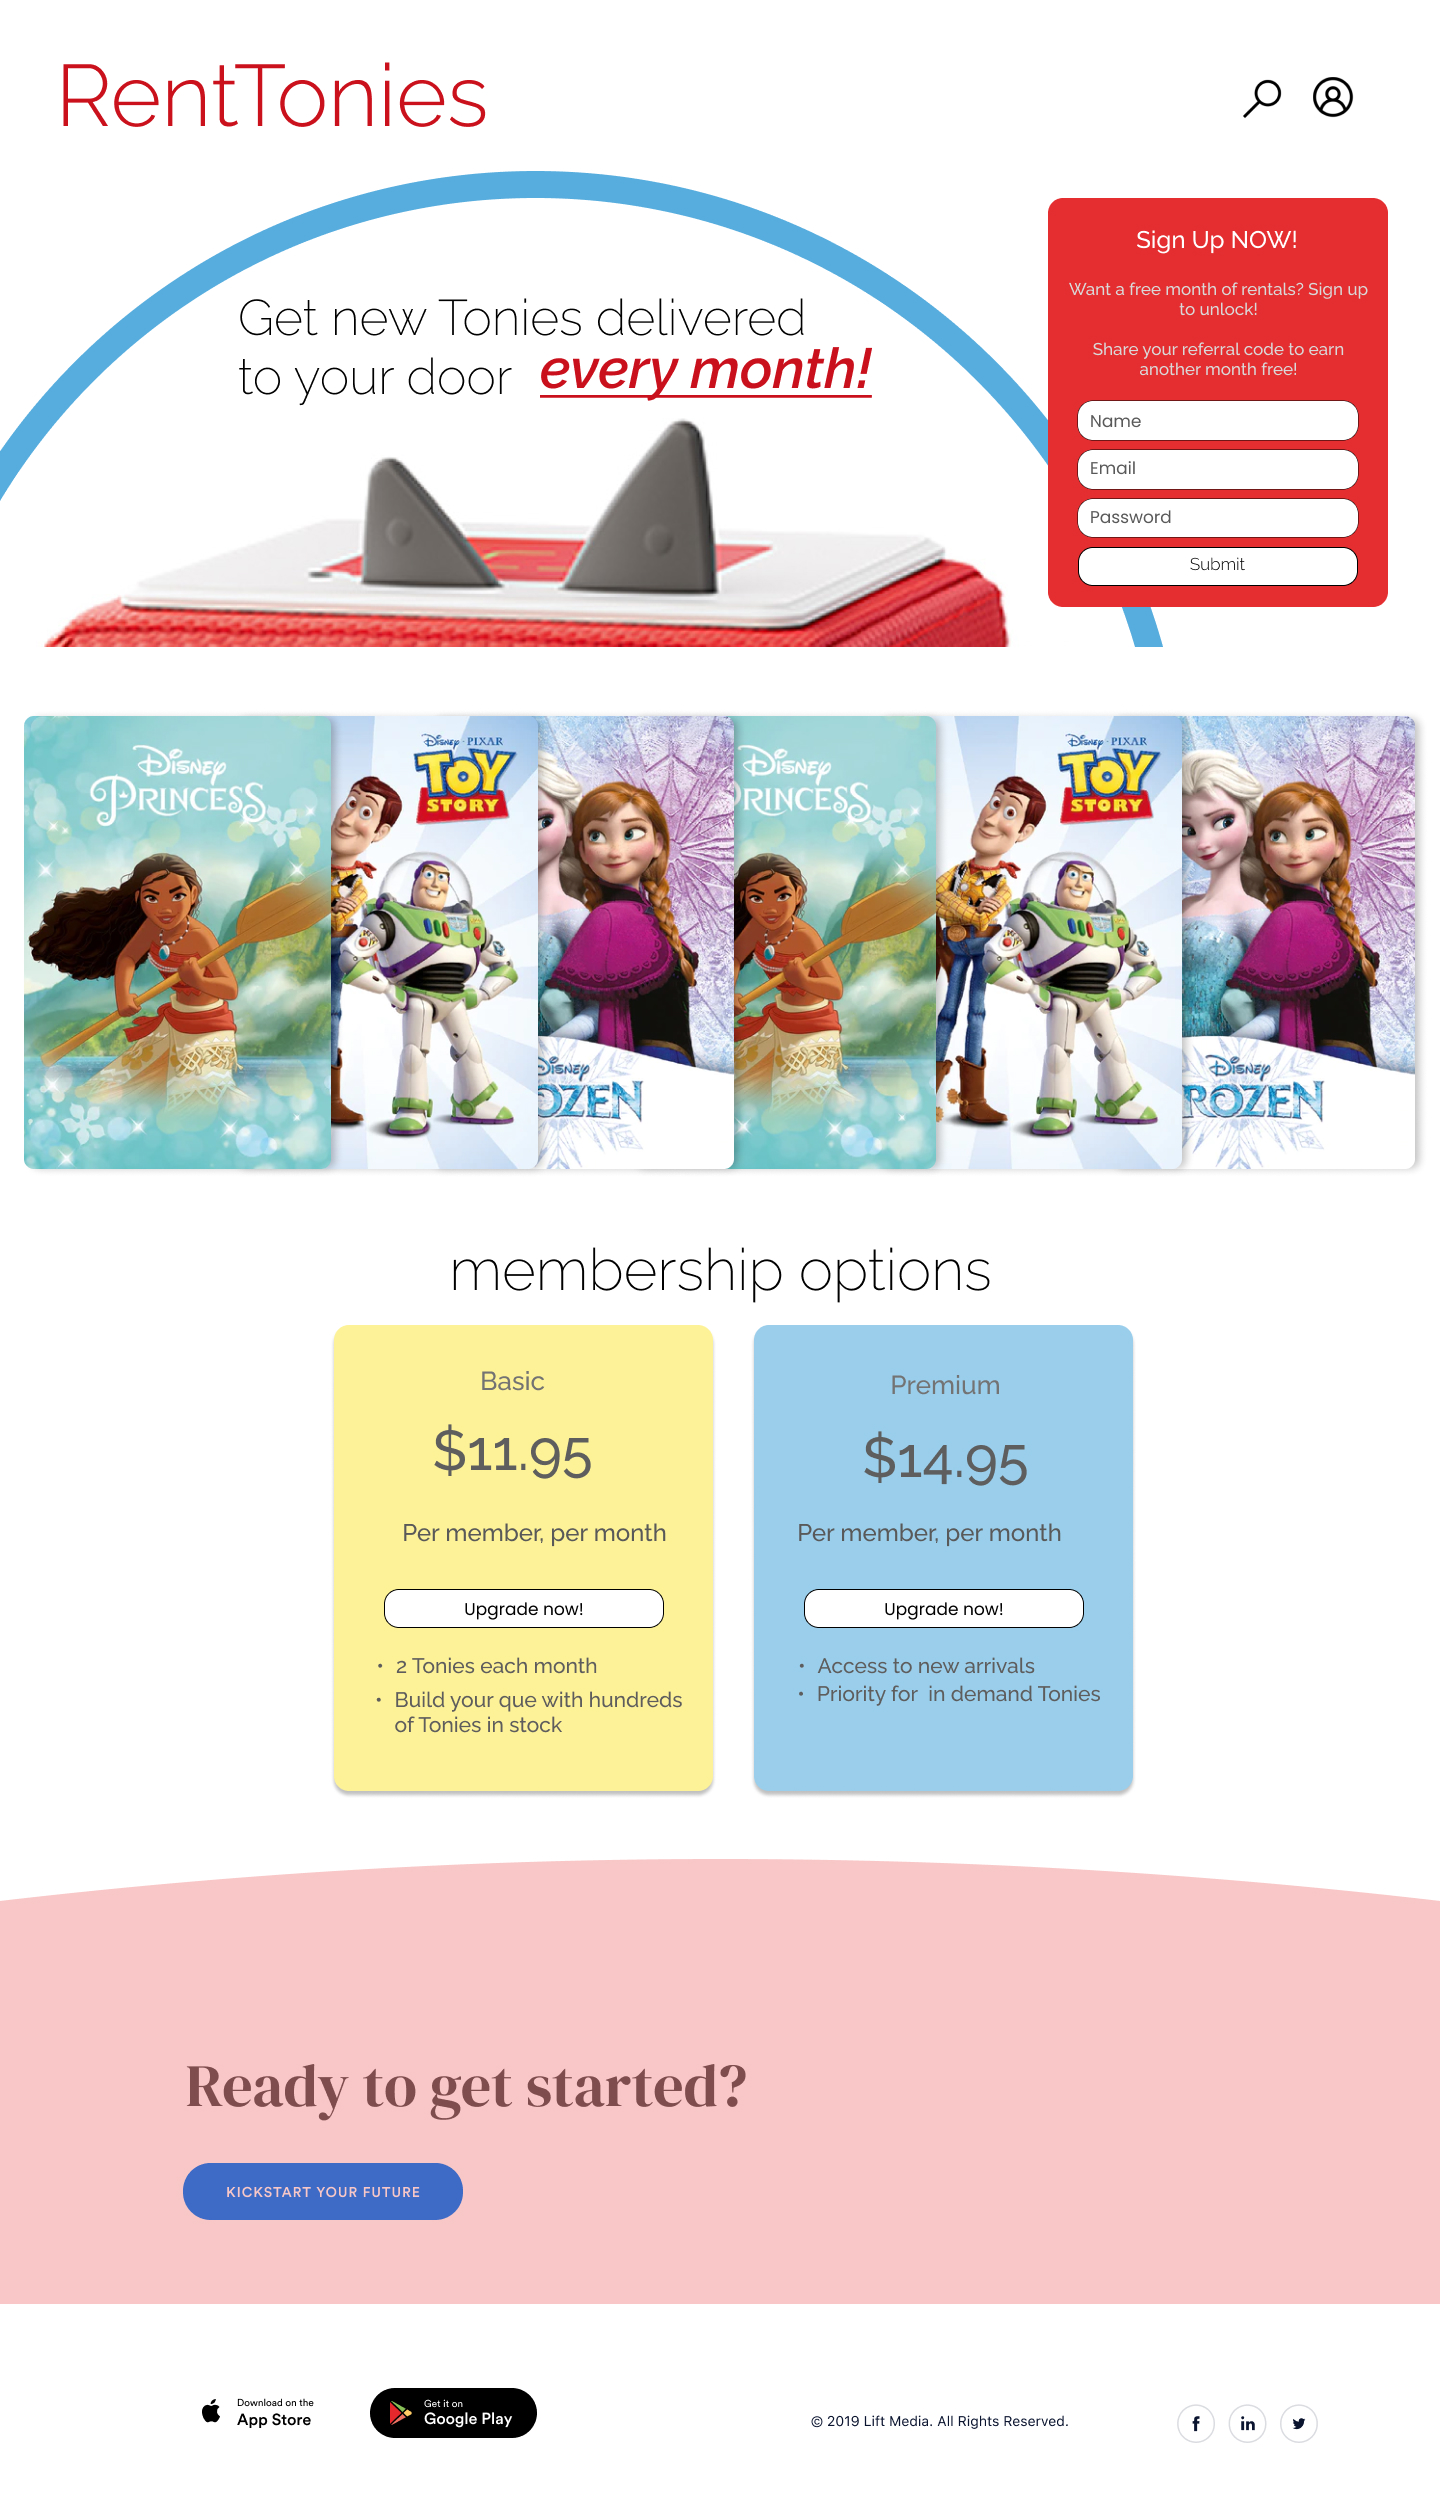 RentTonies
Get new Tonies delivered
to your door every month!
Sign Up NOW!
Want a free month of rentals? Sign up
to unlock!
Share your referral code to earn
another month free!
Name
Email
Password
Submit
Disney
PRINCESS
Disney · PIXAR
TOY
STORY
Disney
OZEN
Disney
RINCESS
Disney · PIXAR
TOY
STORY
Disney
ROZEN
membership options
Basic
$11.95
Per member, per month
Upgrade now!
• 2 Tonies each month
• Build your que with hundreds
of Tonies in stock
Premium
$14.95
Per member, per month
Upgrade now!
• Access to new arrivals
• Priority for  in demand Tonies
Ready to get started?
KICKSTART YOUR FUTURE
Download on the
App Store
Get it on
Google Play
© 2019 Lift Media. All Rights Reserved.
f
in